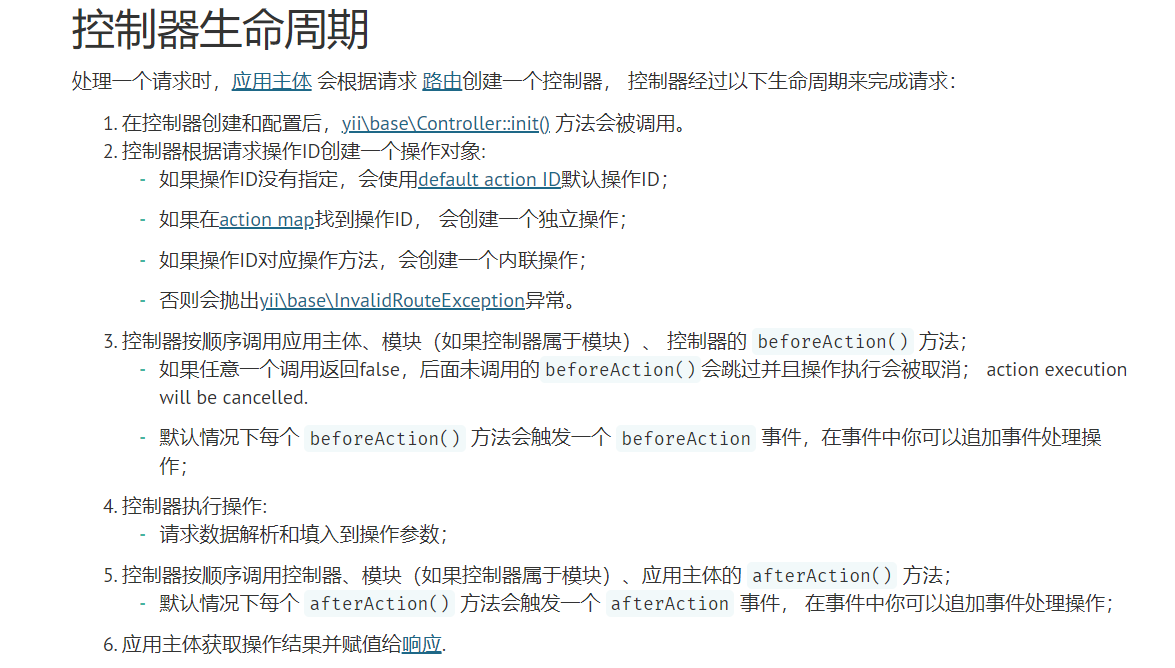 控制器生命周期
处理一个请求时，应用主体 会根据请求 路由创建一个控制器， 控制器经过以下生命周期来完成请求：
1. 在控制器创建和配置后，yii\base\Controller::init() 方法会被调用。
2. 控制器根据请求操作ID创建一个操作对象:
- 如果操作ID没有指定，会使用default action ID默认操作ID；
- 如果在action map找到操作ID， 会创建一个独立操作；
- 如果操作ID对应操作方法，会创建一个内联操作；
- 否则会抛出yii\base\InvalidRouteException异常。
3. 控制器按顺序调用应用主体、模块（如果控制器属于模块）、 控制器的 beforeAction() 方法；
- 如果任意一个调用返回false，后面未调用的 beforeAction() 会跳过并且操作执行会被取消； action execution
will be cancelled.
- 默认情况下每个 beforeAction() 方法会触发一个 beforeAction 事件，在事件中你可以追加事件处理操
作；
4. 控制器执行操作:
- 请求数据解析和填入到操作参数；
5. 控制器按顺序调用控制器、模块（如果控制器属于模块）、应用主体的 afterAction() 方法；
- 默认情况下每个 afterAction() 方法会触发一个 afterAction 事件， 在事件中你可以追加事件处理操作；
6. 应用主体获取操作结果并赋值给响应.